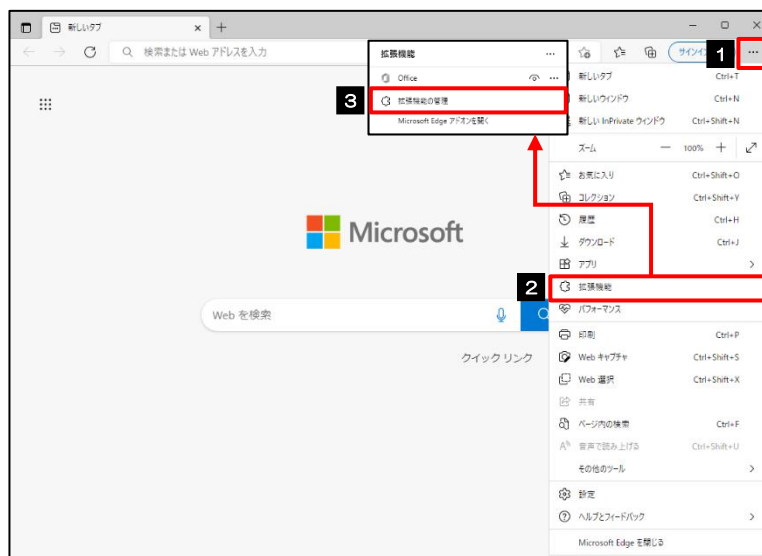 新しいタブ
検索または Web アドレスを入力
サインイン
1
拡張機能
Office
3
拡張機能の管理
Microsoft Edge アドオンを開く
新しいタブ Ctrl+T
新しいウィンドウ Ctrl+N
新しい InPrivate ウィンドウ Ctrl+Shift+N
ズーム — 100% +
お気に入り Ctrl+Shift+O
コレクション Ctrl+Shift+Y
履歴 Ctrl+H
ダウンロード Ctrl+J
アプリ
2
拡張機能
パフォーマンス
印刷 Ctrl+P
Web キャプチャ Ctrl+Shift+S
Web 選択 Ctrl+Shift+X
共有
ページ内の検索 Ctrl+F
音声で読み上げる Ctrl+Shift+U
その他のツール
設定
ヘルプとフィードバック
Microsoft Edge を閉じる
Microsoft
Web を検索
クイック リンク